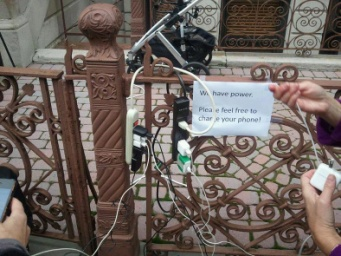 We have power.
Please feel free to
charge your phone!